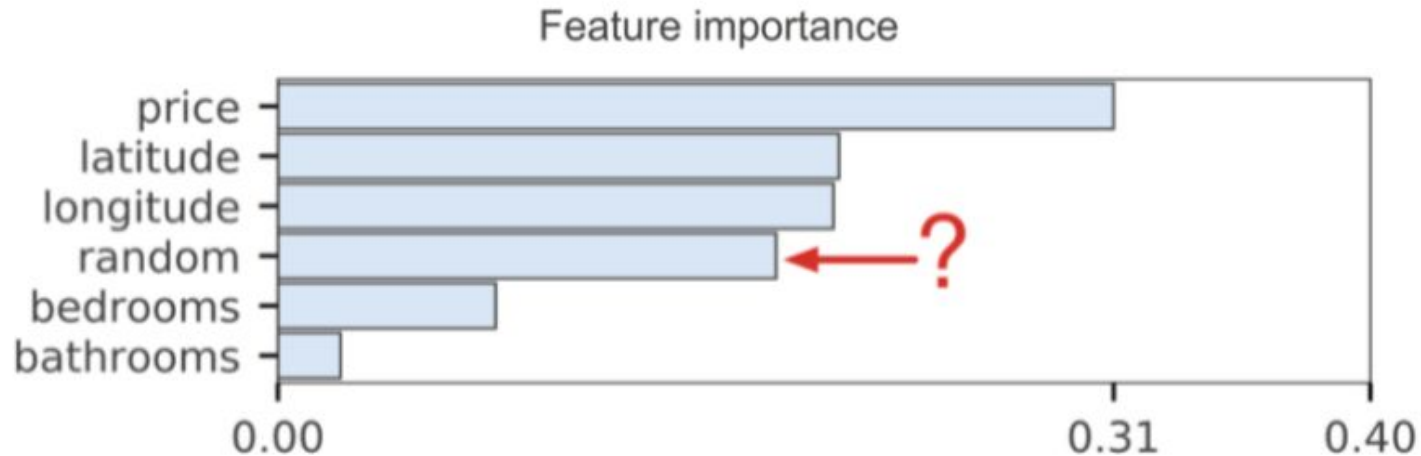 Feature importance
price
latitude
longitude
random
?
bedrooms
bathrooms
0.00 0.31 0.40